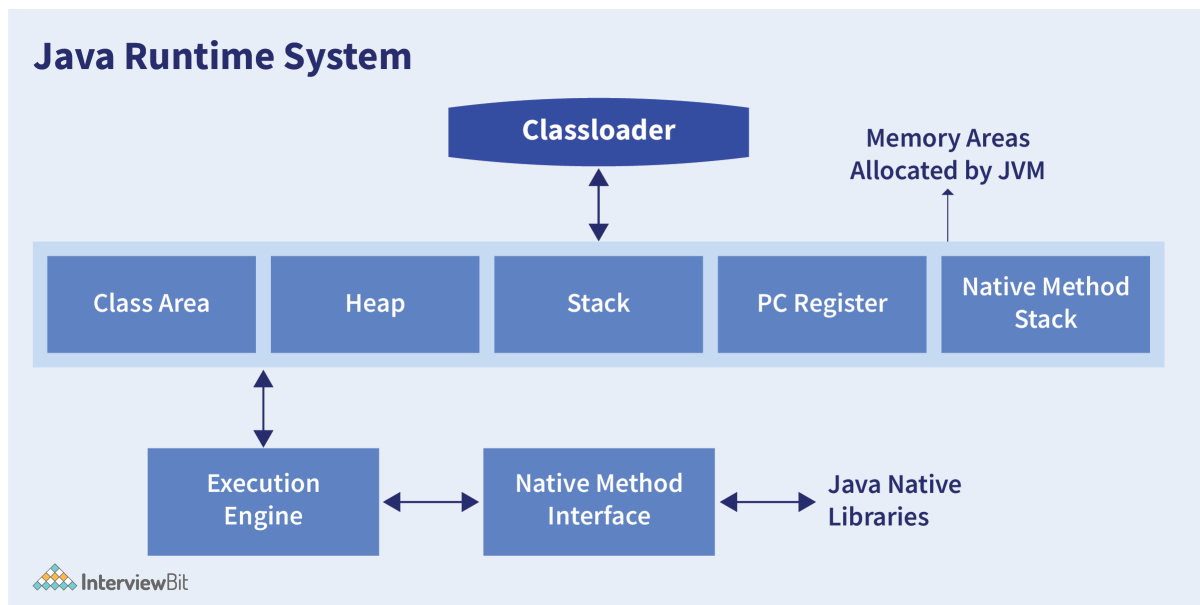 Java Runtime System
Classloader
Memory Areas
Allocated by JVM
Class Area
Heap
Stack
PC Register
Native Method
Stack
Execution
Engine
Native Method
Interface
Java Native
Libraries
InterviewBit